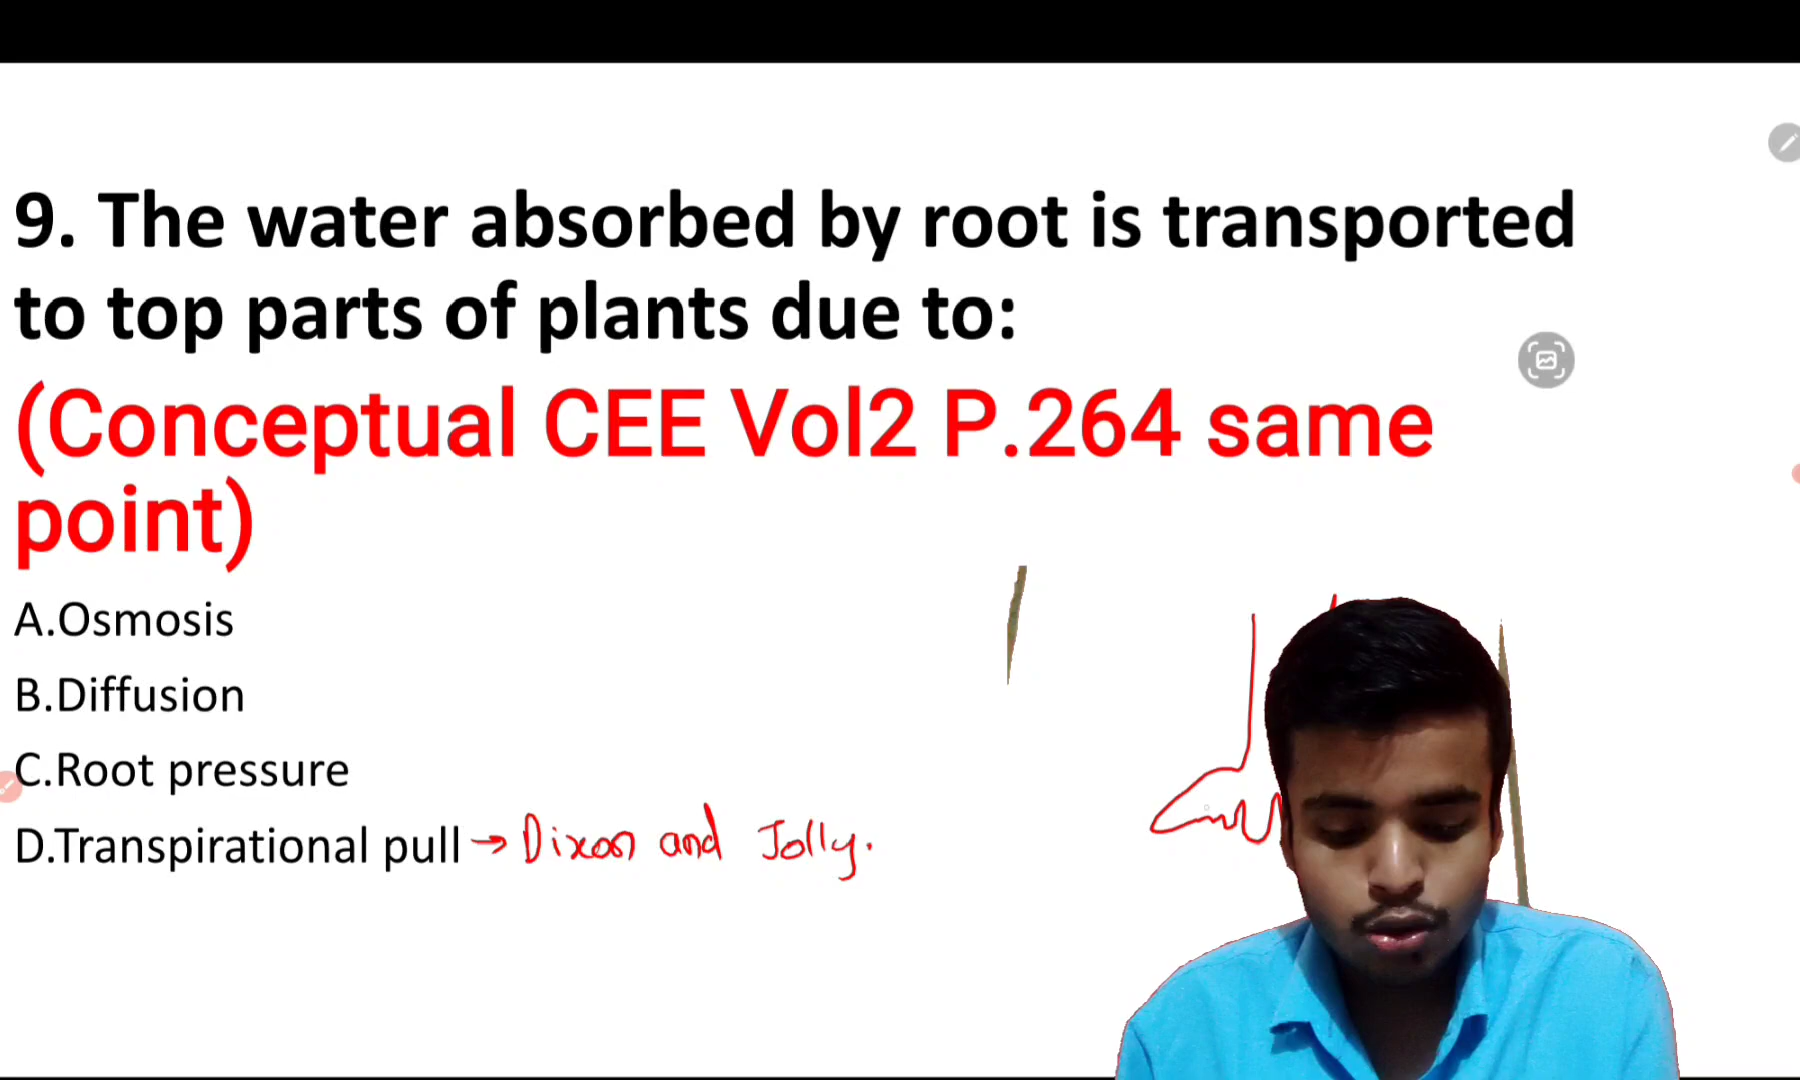 9. The water absorbed by root is transported
to top parts of plants due to:
(Conceptual CEE Vol2 P.264 same
point)
A.Osmosis
B.Diffusion
C.Root pressure
D.Transpirational pull → Dixon and Jolly.